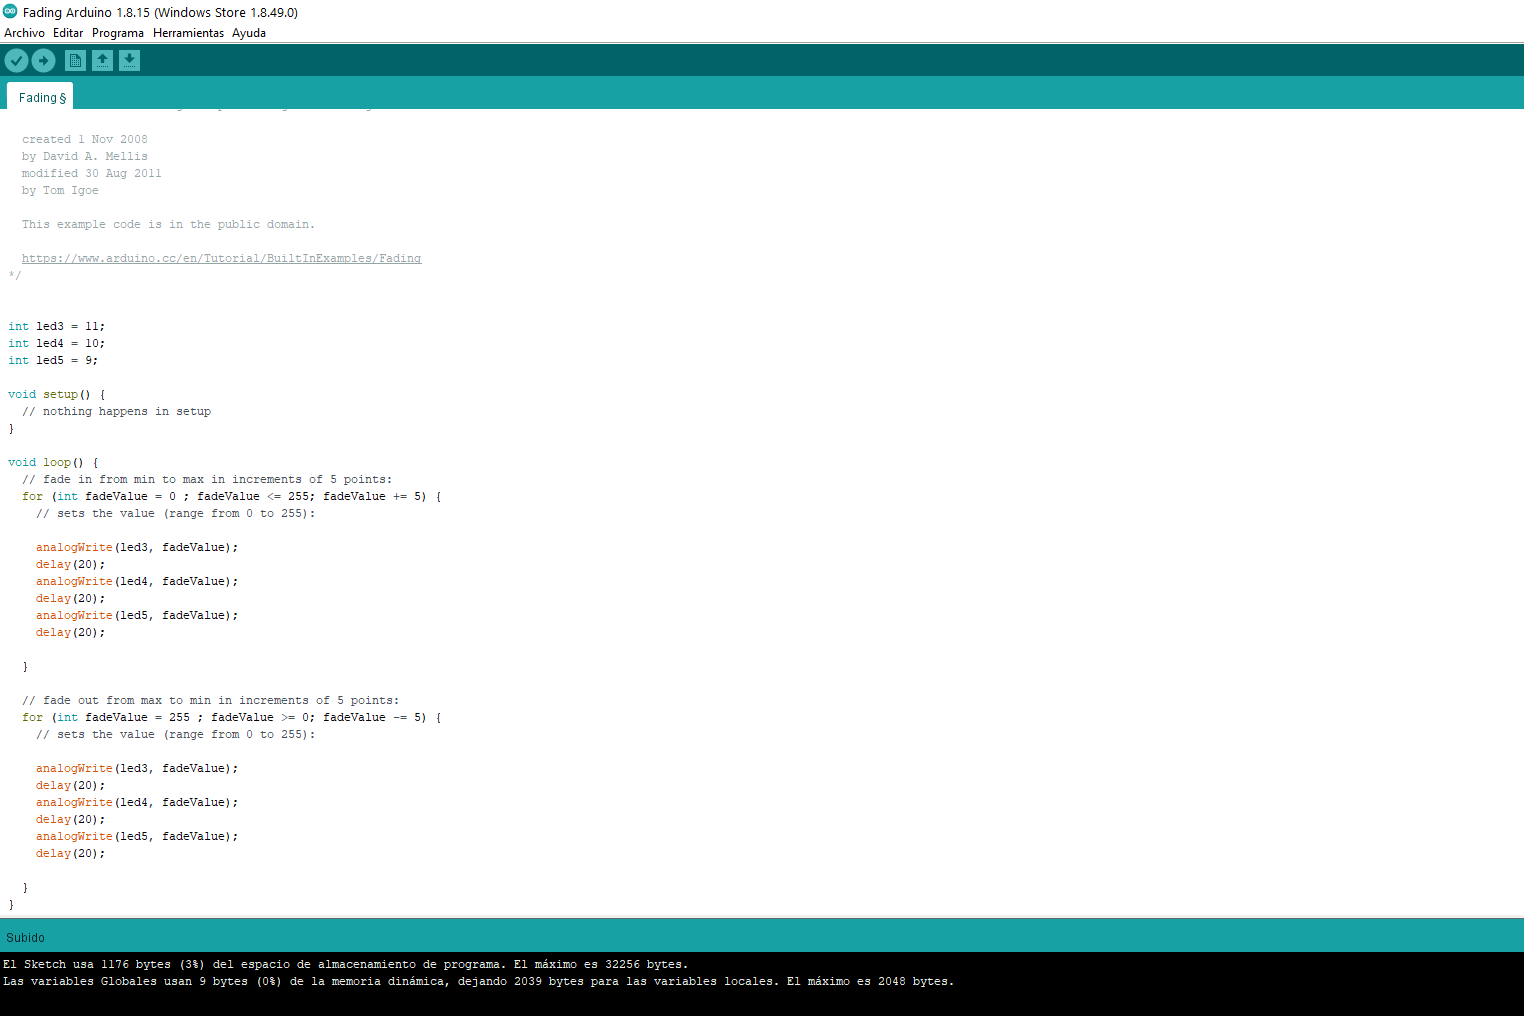 Fading Arduino 1.8.15 (Windows Store 1.8.49.0)
Archivo Editar Programa Herramientas Ayuda
Fading §
created 1 Nov 2008
by David A. Mellis
modified 30 Aug 2011
by Tom Igoe
This example code is in the public domain.
https://www.arduino.cc/en/Tutorial/BuiltInExamples/Fading
*/
int led3 = 11;
int led4 = 10;
int led5 = 9;
void setup() {
// nothing happens in setup
}
void loop() {
// fade in from min to max in increments of 5 points:
for (int fadeValue = 0 ; fadeValue <= 255; fadeValue += 5) {
// sets the value (range from 0 to 255):
analogWrite(led3, fadeValue);
delay(20);
analogWrite(led4, fadeValue);
delay(20);
analogWrite(led5, fadeValue);
delay(20);
}
// fade out from max to min in increments of 5 points:
for (int fadeValue = 255 ; fadeValue >= 0; fadeValue -= 5) {
// sets the value (range from 0 to 255):
analogWrite(led3, fadeValue);
delay(20);
analogWrite(led4, fadeValue);
delay(20);
analogWrite(led5, fadeValue);
delay(20);
}
}
Subido
El Sketch usa 1176 bytes (3%) del espacio de almacenamiento de programa. El máximo es 32256 bytes.
Las variables Globales usan 9 bytes (0%) de la memoria dinámica, dejando 2039 bytes para las variables locales. El máximo es 2048 bytes.